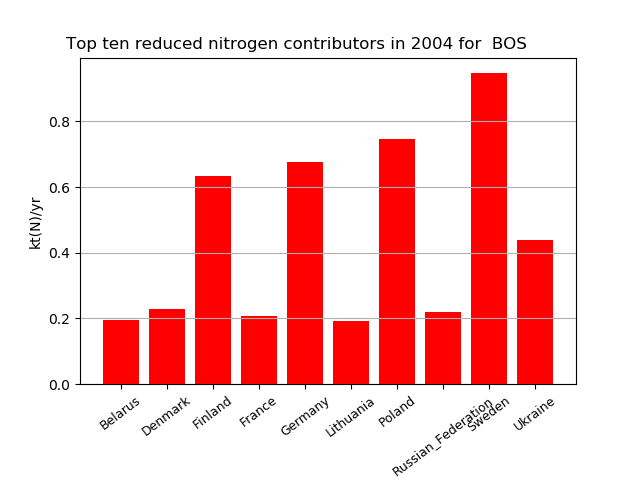 Top ten reduced nitrogen contributors in 2004 for  BOS
kt(N)/yr
0.8
0.6
0.4
0.2
0.0
Belarus
Denmark
Finland
France
Germany
Lithuania
Poland
Russian_Federation
Sweden
Ukraine